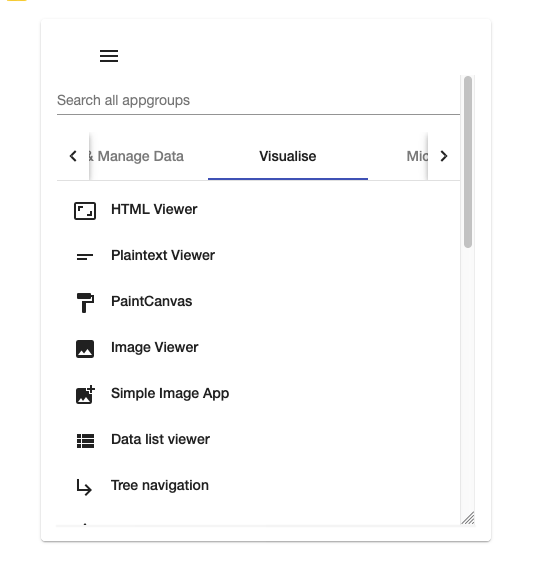 Search all appgroups
& Manage Data Visualise Mic
HTML Viewer
Plaintext Viewer
PaintCanvas
Image Viewer
Simple Image App
Data list viewer
Tree navigation